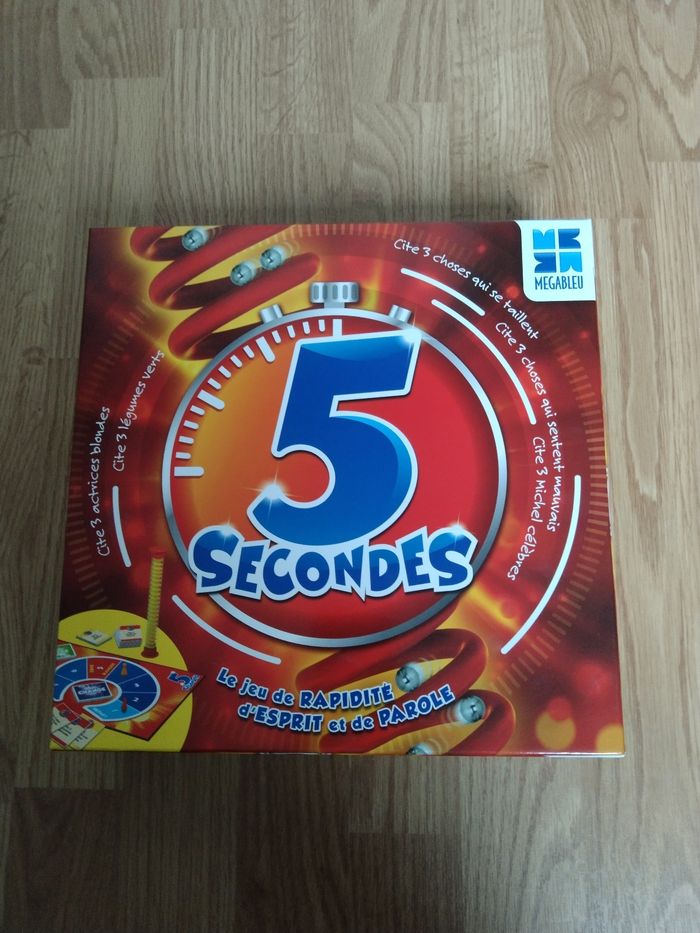 MEGABLEU
Cite 3 choses qui se taillent
Cite 3 choses qui sentent mauvais
Cite 3 Michel célèbres
Cite 3 légumes verts
Cite 3 actrices blondes
5
SECONDES
Le jeu de RAPIDITÉ
d'ESPRIT et de PAROLE
5